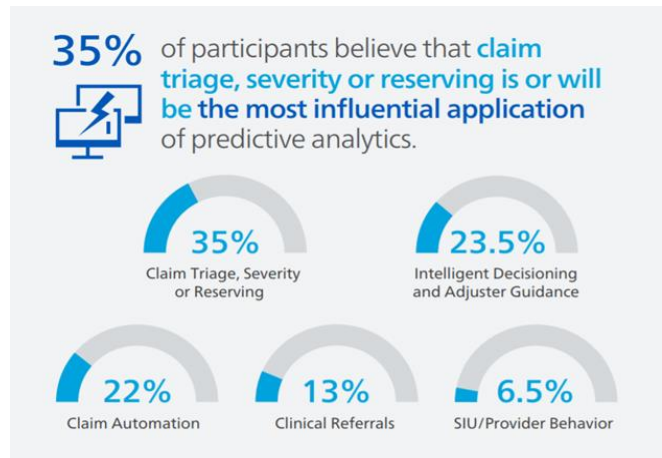 35% of participants believe that claim
triage, severity or reserving is or will
be the most influential application
of predictive analytics.
35%
Claim Triage, Severity
or Reserving
23.5%
Intelligent Decisioning
and Adjuster Guidance
22%
Claim Automation
13%
Clinical Referrals
6.5%
SIU/Provider Behavior